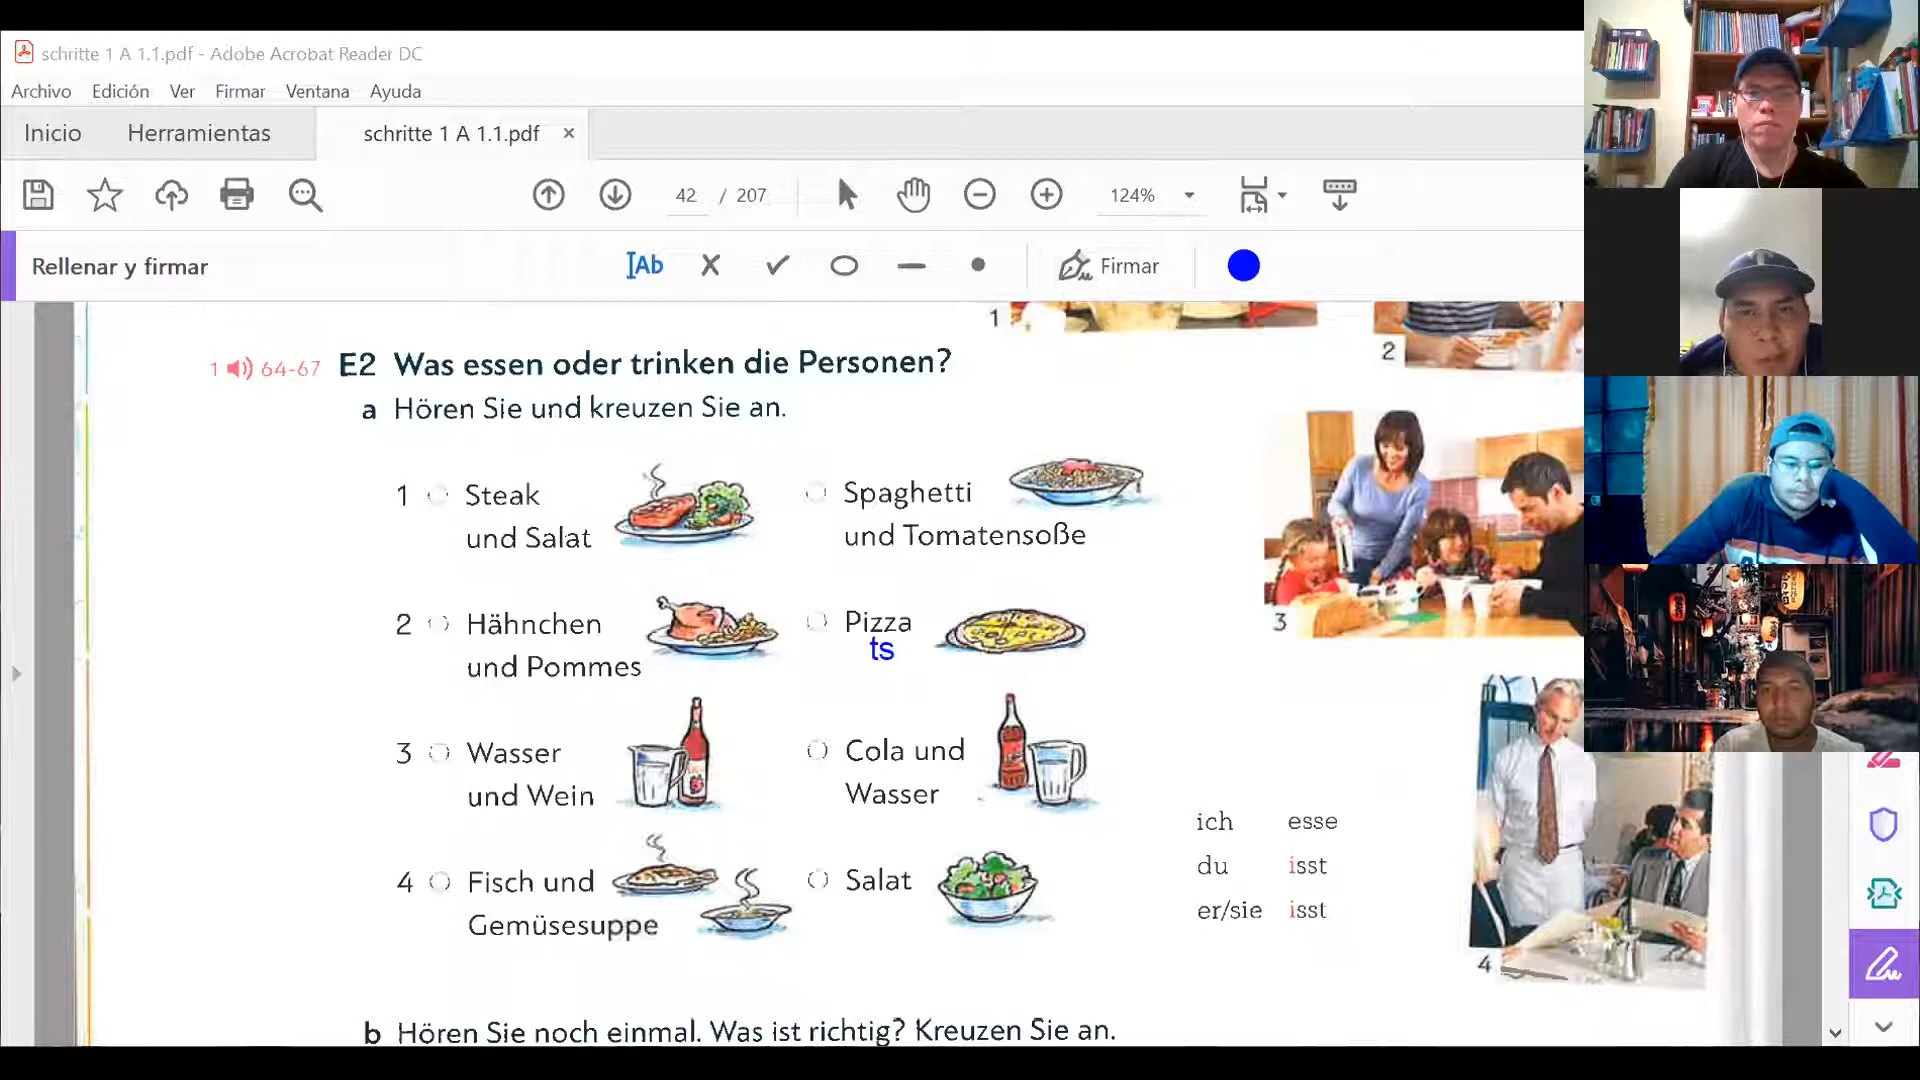 schritte 1 A 1.1.pdf - Adobe Acrobat Reader DC
Archivo Edición Ver Firmar Ventana Ayuda
Inicio Herramientas schritte 1 A 1.1.pdf ×
42 / 207 124%
Rellenar y firmar IAb Firmar
1 2
1 64-67 E2 Was essen oder trinken die Personen?
a Hören Sie und kreuzen Sie an.
1 Steak und Salat
Spaghetti und Tomatensoße
2 Hähnchen und Pommes
Pizza
ts
3
3 Wasser und Wein
Cola und Wasser
4 Fisch und Gemüsesuppe
Salat
ich esse
du isst
er/sie isst
4
b Hören Sie noch einmal. Was ist richtig? Kreuzen Sie an.